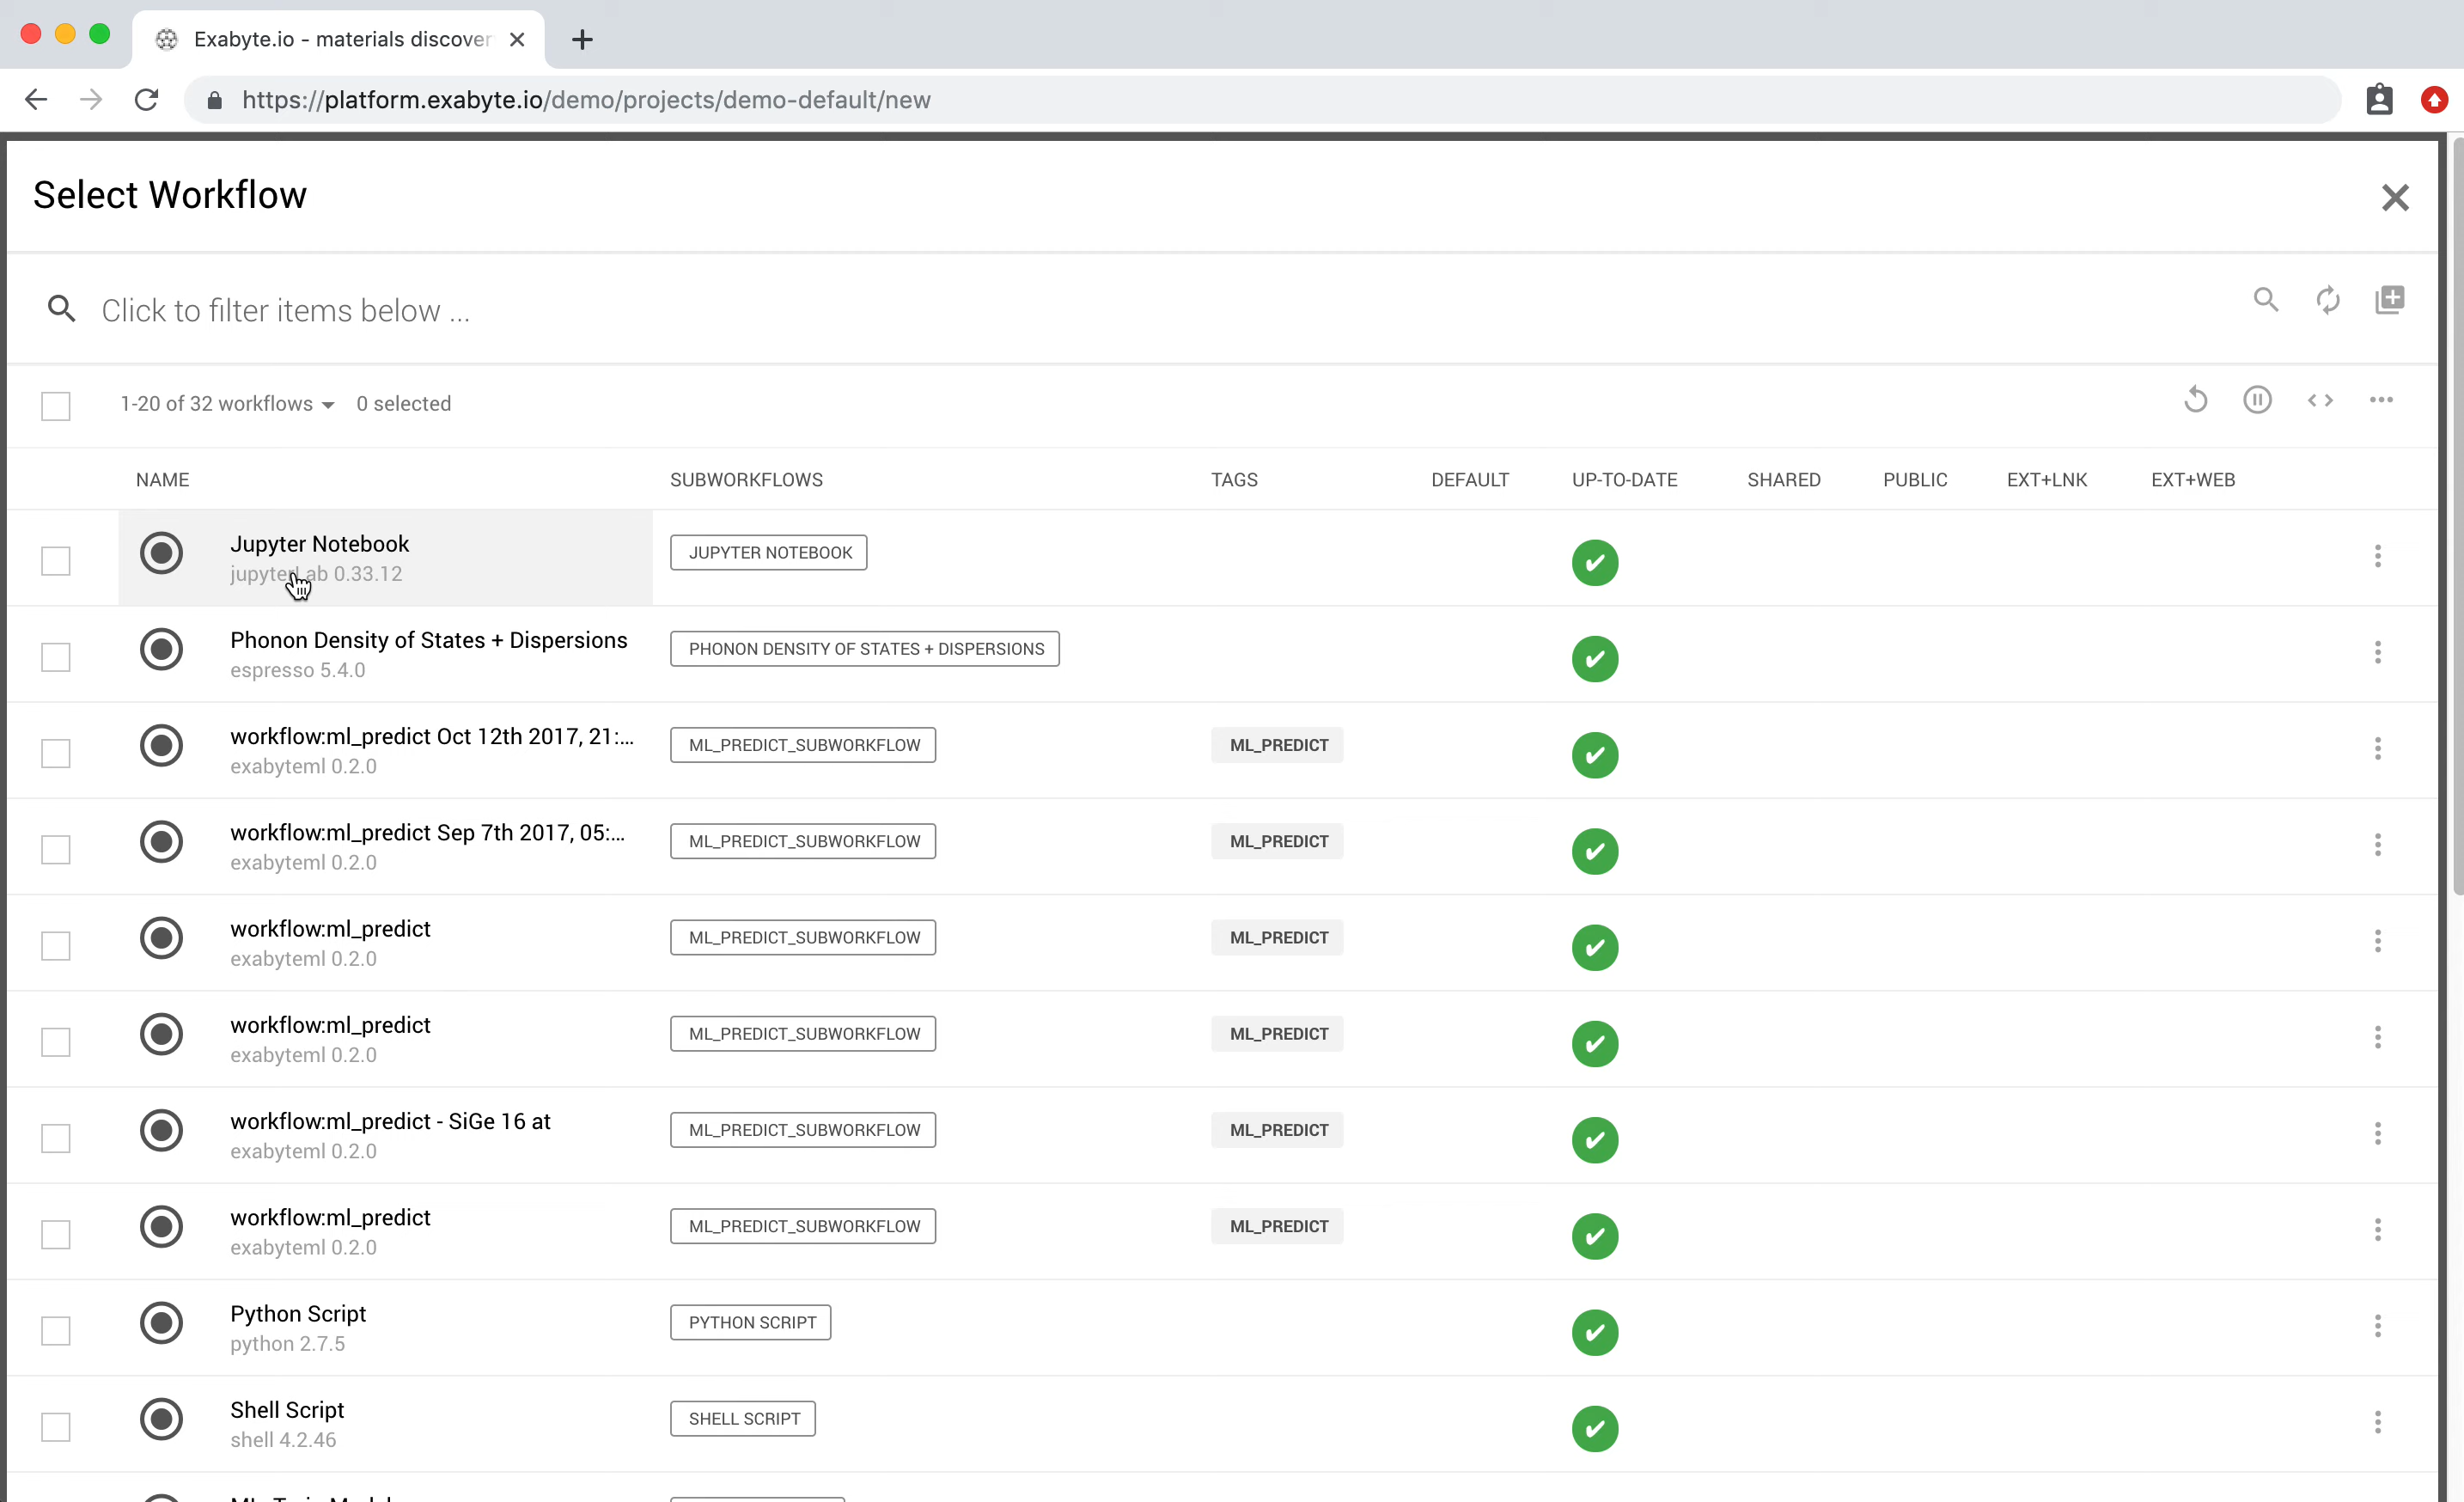 Exabyte.io - materials discover
https://platform.exabyte.io/demo/projects/demo-default/new
Select Workflow
Click to filter items below ...
1-20 of 32 workflows 0 selected
NAME SUBWORKFLOWS TAGS DEFAULT UP-TO-DATE SHARED PUBLIC EXT+LNK EXT+WEB
Jupyter Notebook JUPYTER NOTEBOOK
jupyterLab 0.33.12
Phonon Density of States + Dispersions PHONON DENSITY OF STATES + DISPERSIONS
espresso 5.4.0
workflow:ml_predict Oct 12th 2017, 21:... ML_PREDICT_SUBWORKFLOW ML_PREDICT
exabyteml 0.2.0
workflow:ml_predict Sep 7th 2017, 05:... ML_PREDICT_SUBWORKFLOW ML_PREDICT
exabyteml 0.2.0
workflow:ml_predict ML_PREDICT_SUBWORKFLOW ML_PREDICT
exabyteml 0.2.0
workflow:ml_predict ML_PREDICT_SUBWORKFLOW ML_PREDICT
exabyteml 0.2.0
workflow:ml_predict - SiGe 16 at ML_PREDICT_SUBWORKFLOW ML_PREDICT
exabyteml 0.2.0
workflow:ml_predict ML_PREDICT_SUBWORKFLOW ML_PREDICT
exabyteml 0.2.0
Python Script PYTHON SCRIPT
python 2.7.5
Shell Script SHELL SCRIPT
shell 4.2.46